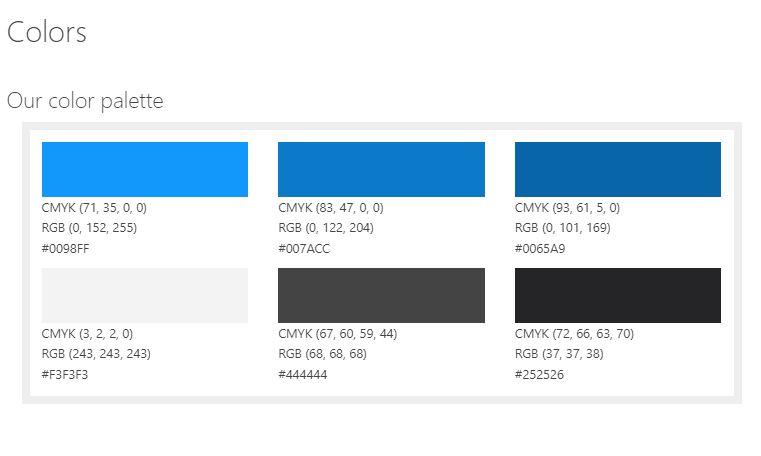 Colors
Our color palette
CMYK (71, 35, 0, 0)
RGB (0, 152, 255)
#0098FF
CMYK (83, 47, 0, 0)
RGB (0, 122, 204)
#007ACC
CMYK (93, 61, 5, 0)
RGB (0, 101, 169)
#0065A9
CMYK (3, 2, 2, 0)
RGB (243, 243, 243)
#F3F3F3
CMYK (67, 60, 59, 44)
RGB (68, 68, 68)
#444444
CMYK (72, 66, 63, 70)
RGB (37, 37, 38)
#252526